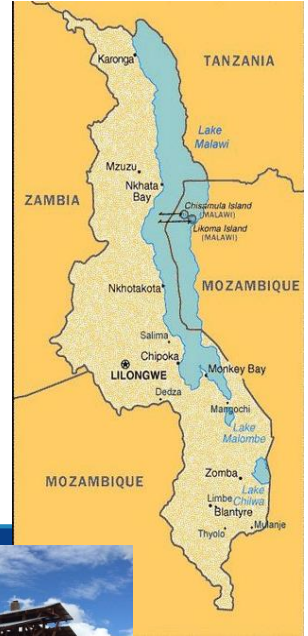 Karonga
TANZANIA
Lake
Malawi
Mzuzu
Nkhata
Bay
ZAMBIA
Chissmula Island
(MALAWI)
Likoma Island
(MALAWI)
Nkhotakota
MOZAMBIQUE
Salima
Chipoka
Monkey Bay
LILONGWE
Dedza
Mangochi
Lake
Malombe
MOZAMBIQUE
Zomba
Lake
Chilwa
Limbe
Blantyre
Thyolo
Mulanje